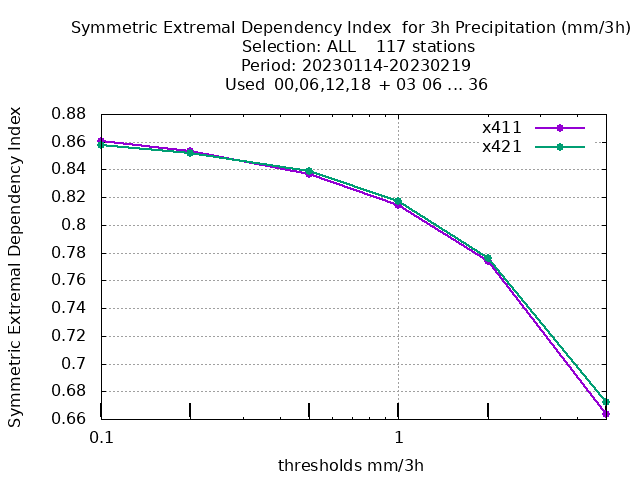 Symmetric Extremal Dependency Index  for 3h Precipitation (mm/3h)
Selection: ALL    117 stations
Period: 20230114-20230219
Used  00,06,12,18 + 03 06 ... 36
Symmetric Extremal Dependency Index
x411
x421
0.88
0.86
0.84
0.82
0.8
0.78
0.76
0.74
0.72
0.7
0.68
0.66
0.1
1
thresholds mm/3h